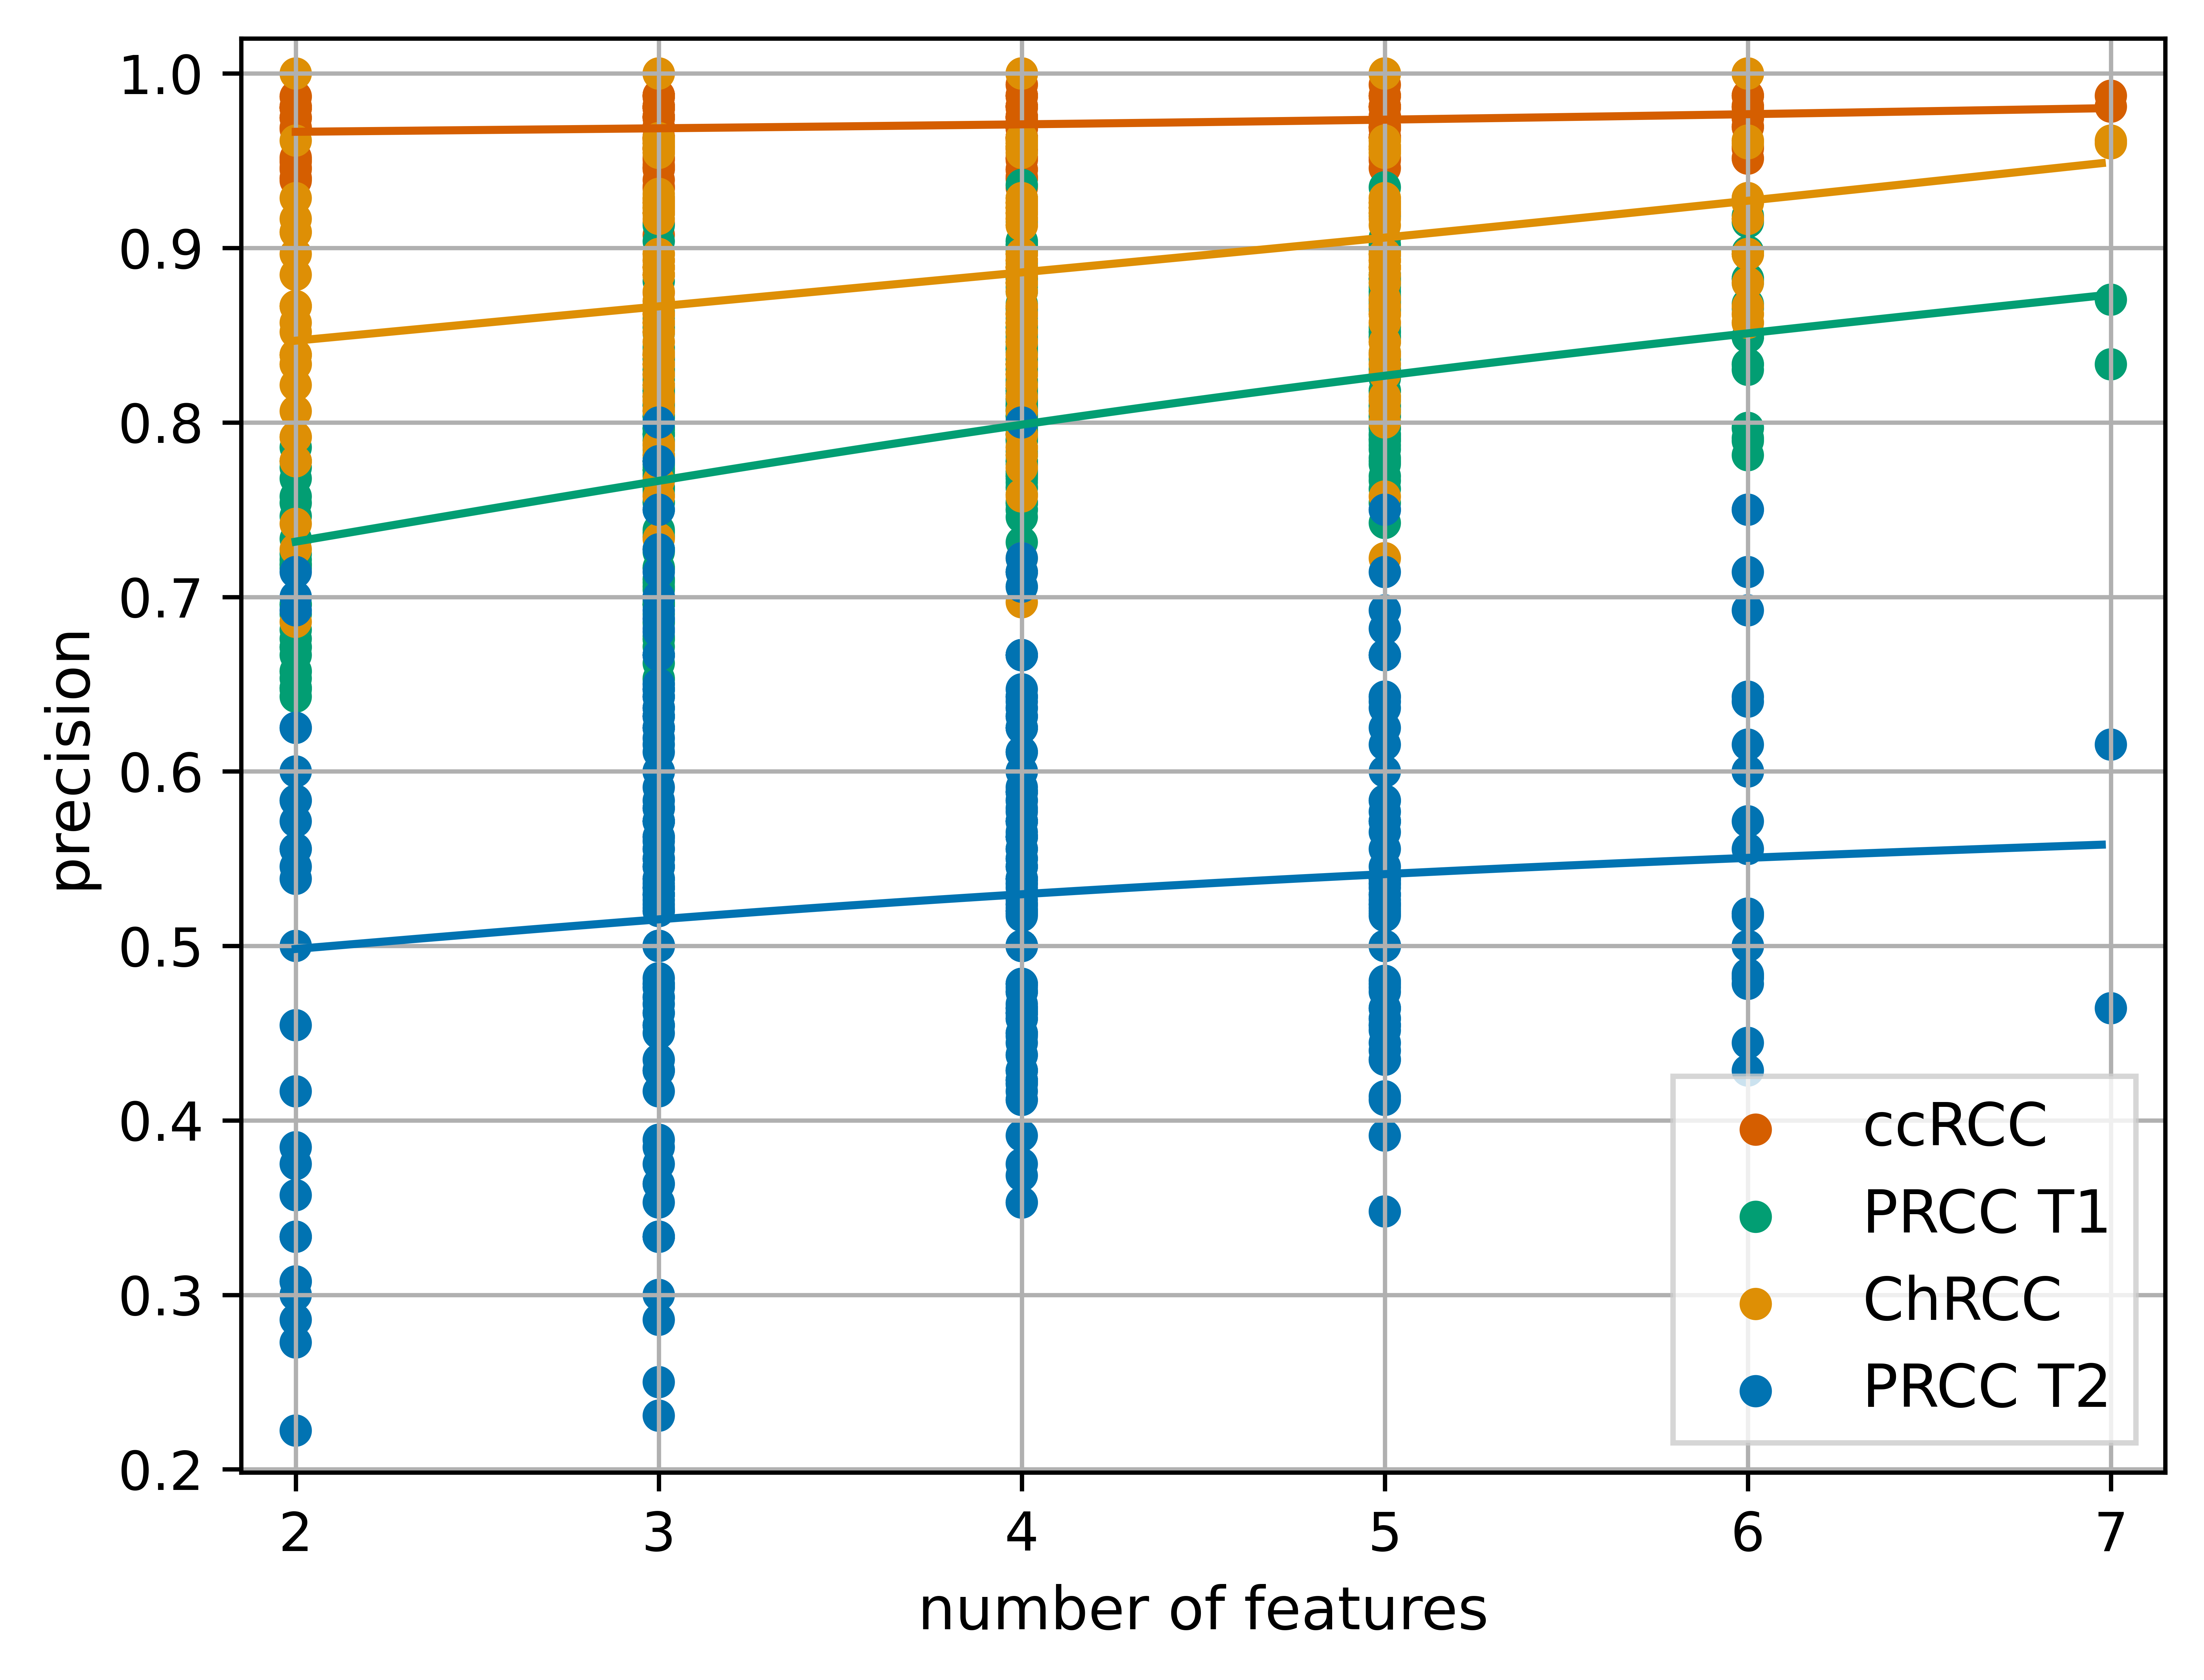 1.0
0.9
0.8
0.7
0.6
0.5
0.4
0.3
0.2
precision
2 3 4 5 6 7
number of features
ccRCC
PRCC T1
ChRCC
PRCC T2